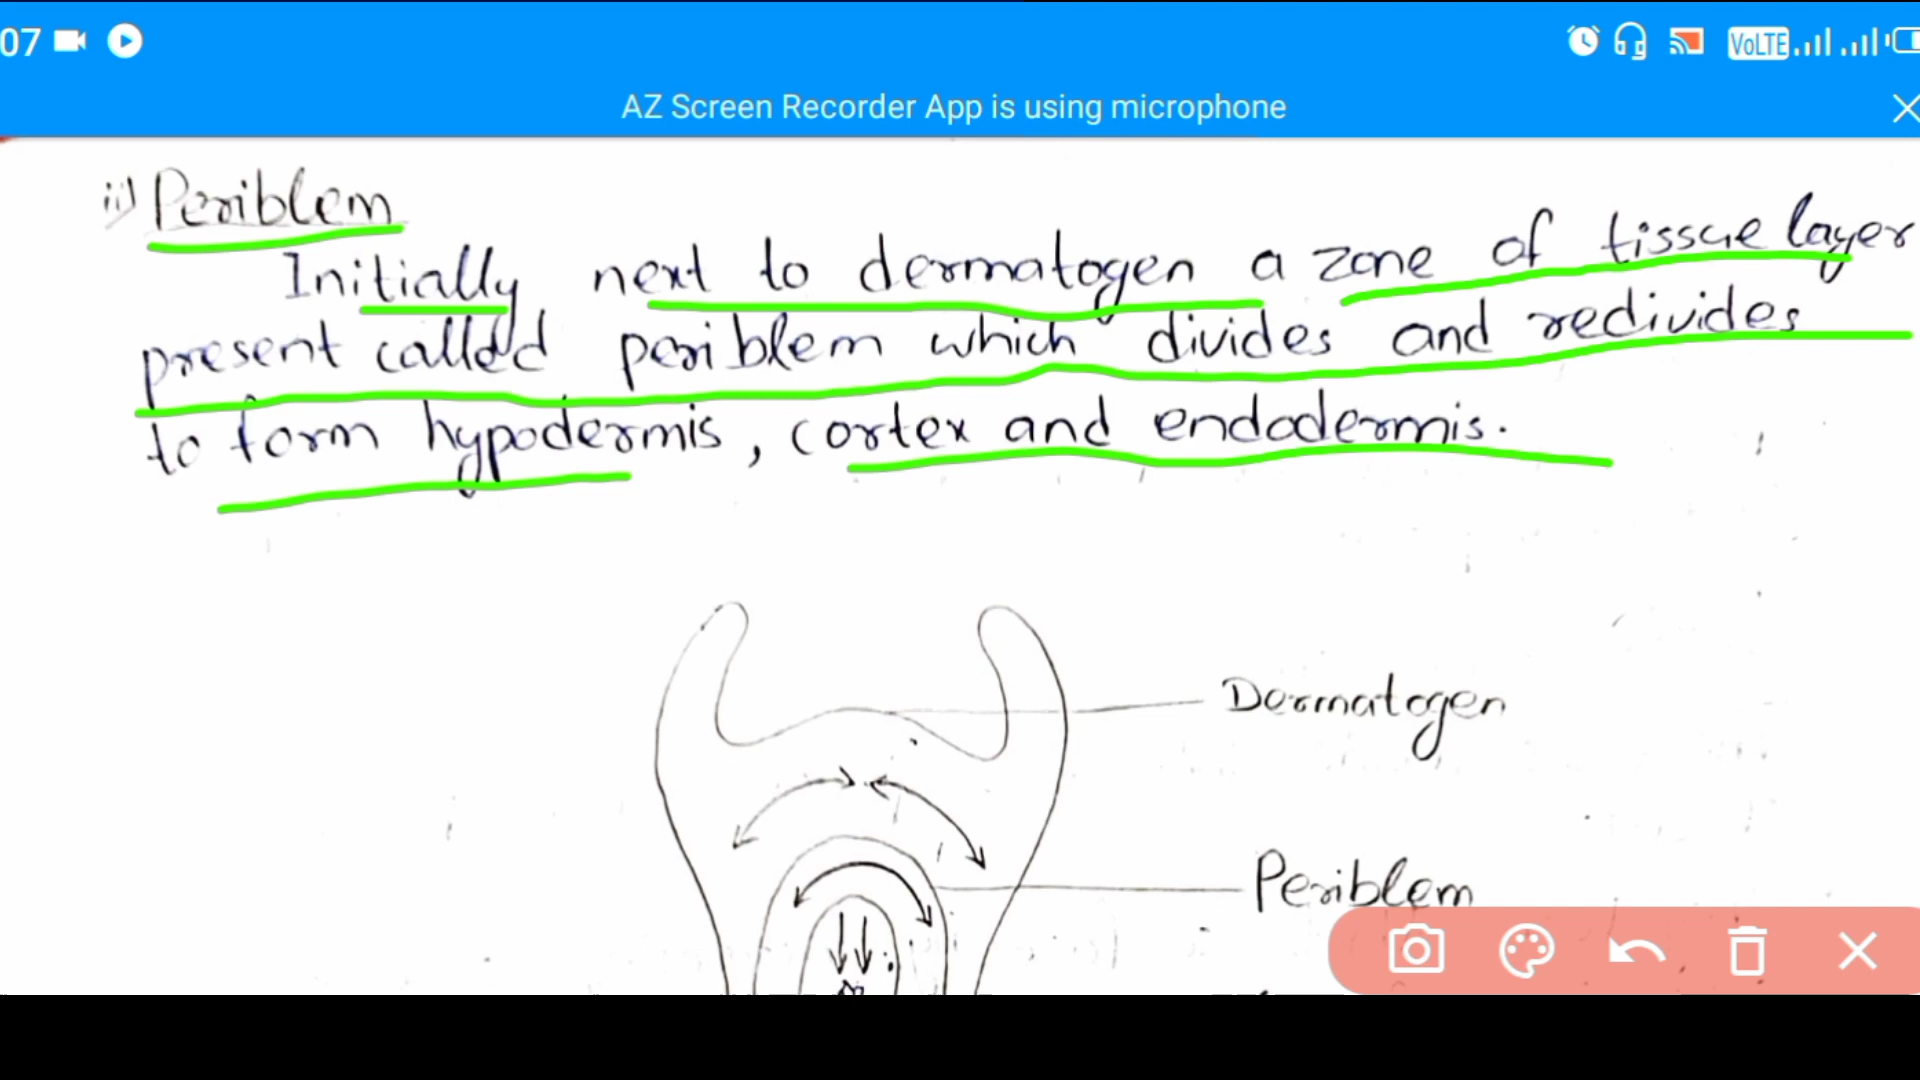 07
VoLTE
AZ Screen Recorder App is using microphone
ii) Periblem
Initially next to dermatogen a zone of tissue layer
present called periblem which divides and redivides
to form hypodermis, cortex and endodermis.
Dermatogen
Periblem